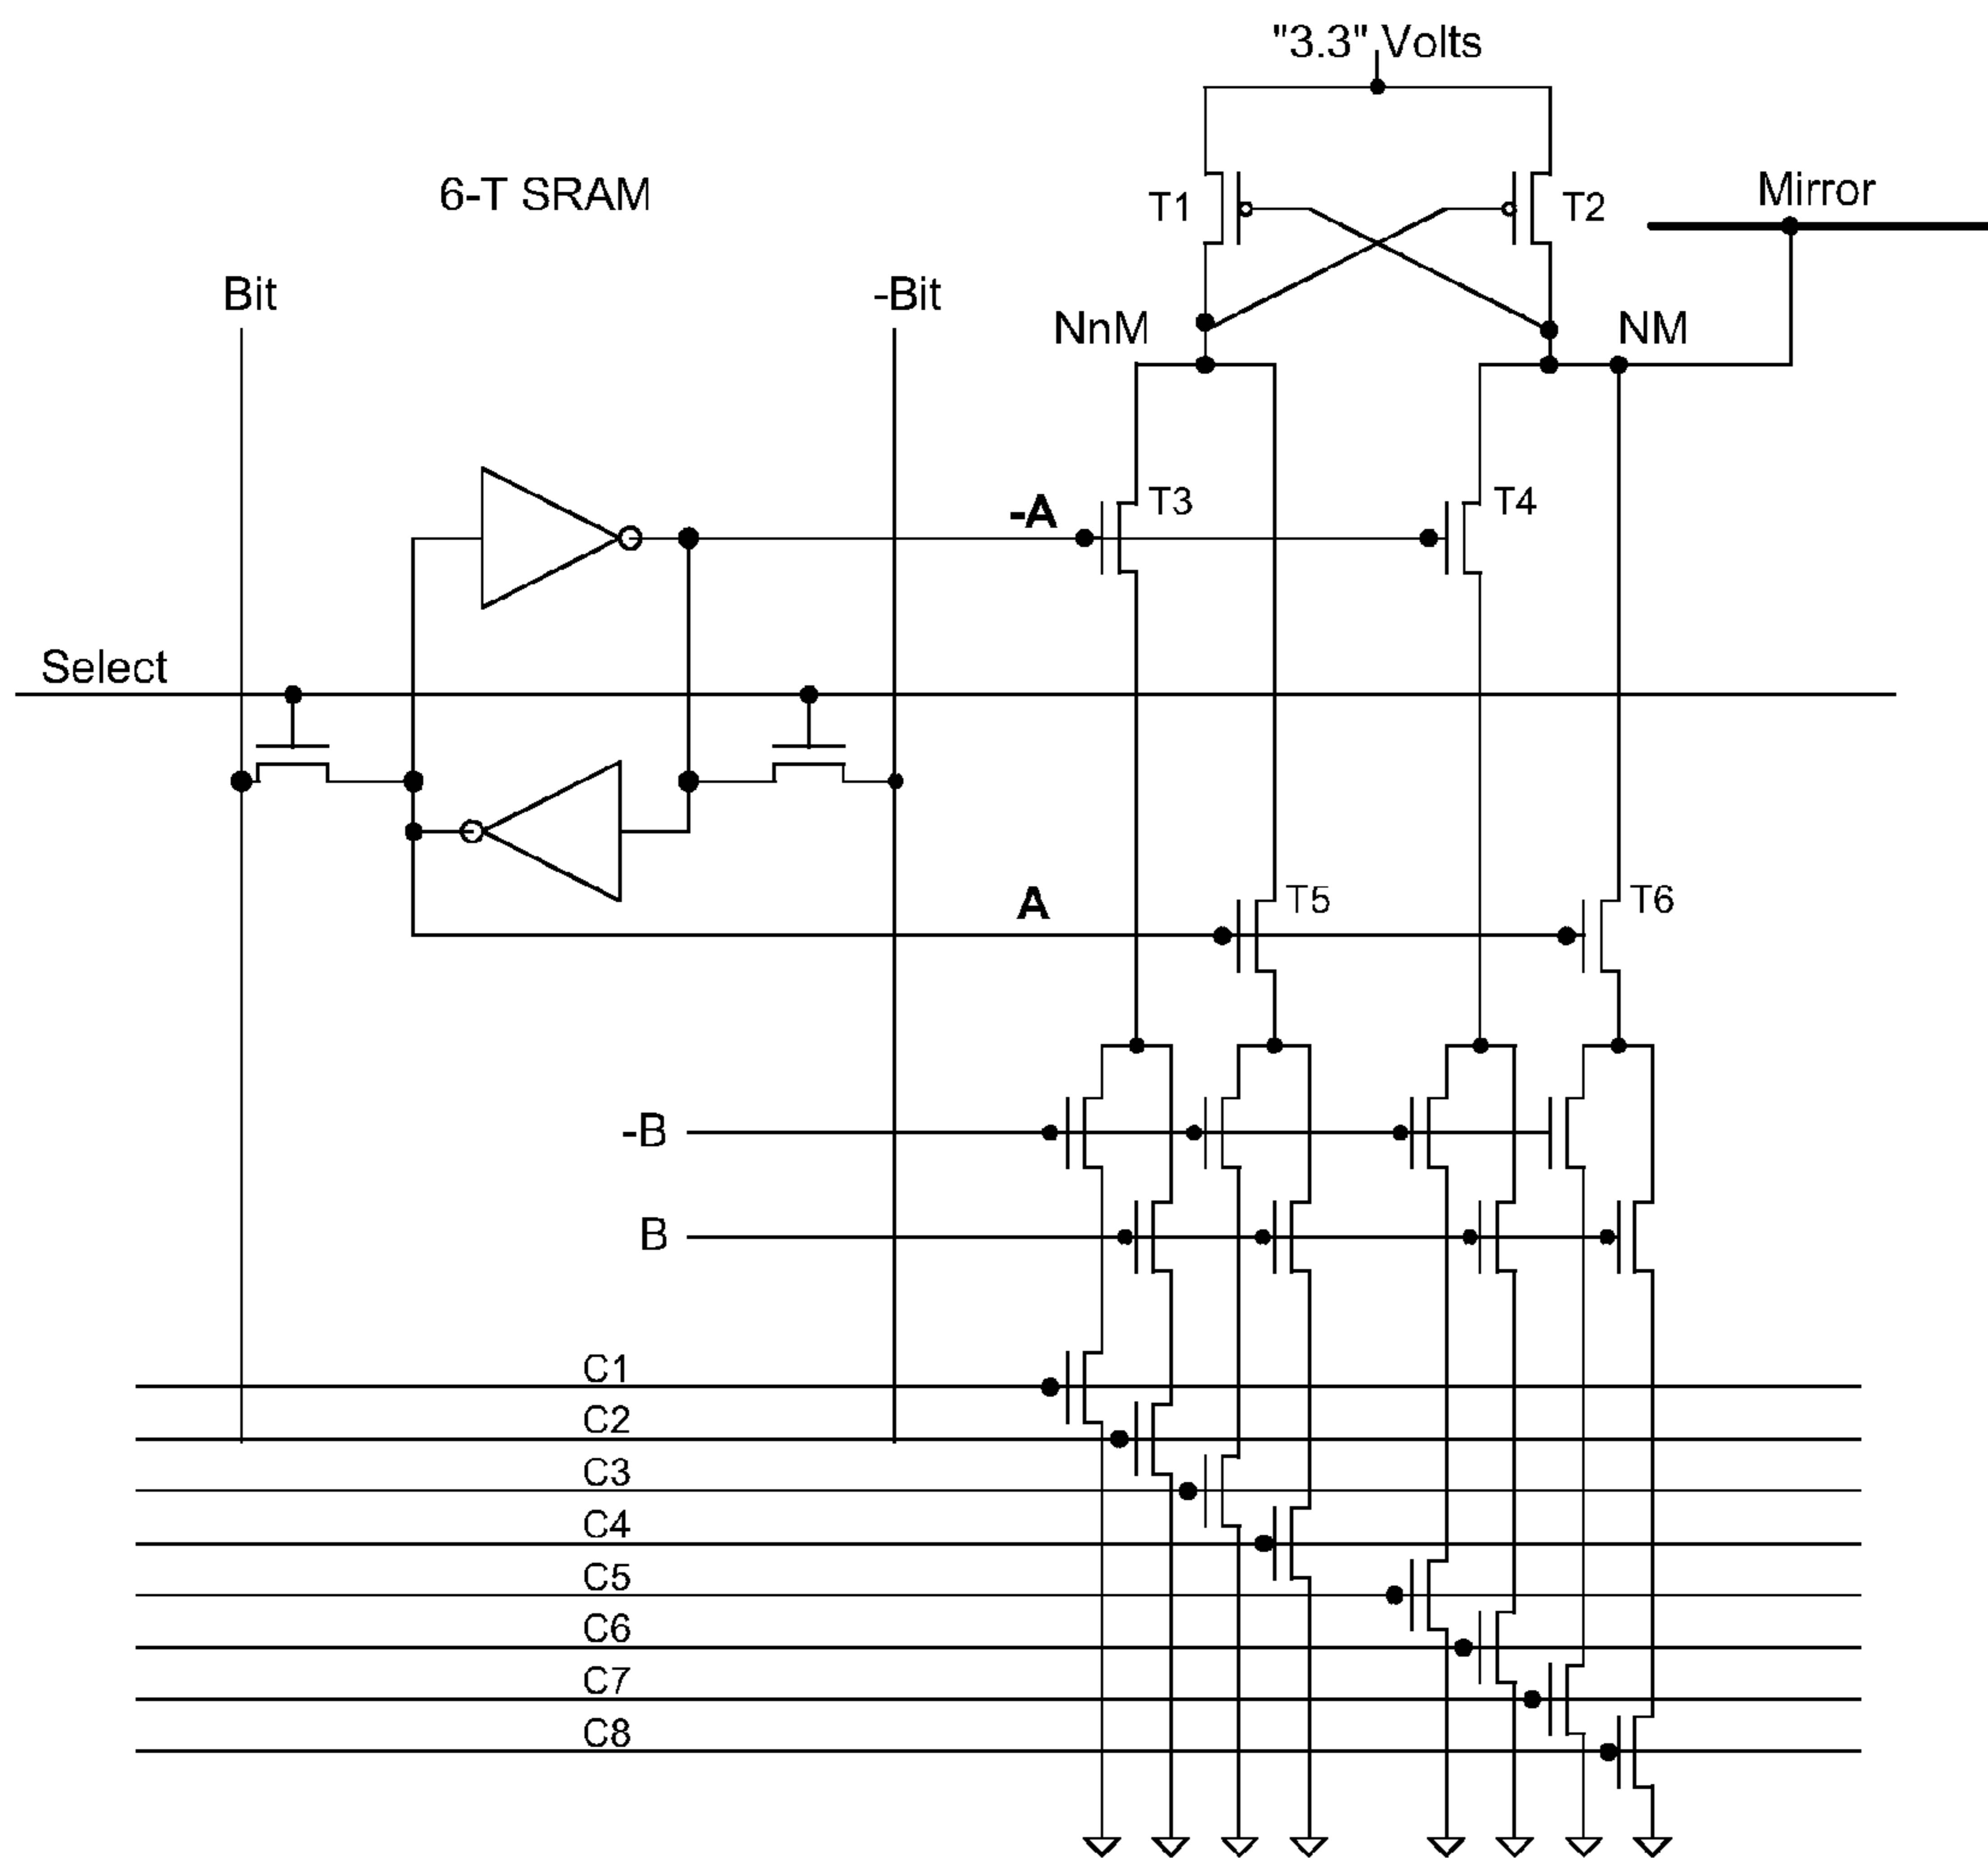 "3.3" Volts
6-T SRAM
T1
T2
Mirror
Bit
-Bit
NnM
NM
-A
T3
T4
Select
A
T5
T6
-B
B
C1
C2
C3
C4
C5
C6
C7
C8